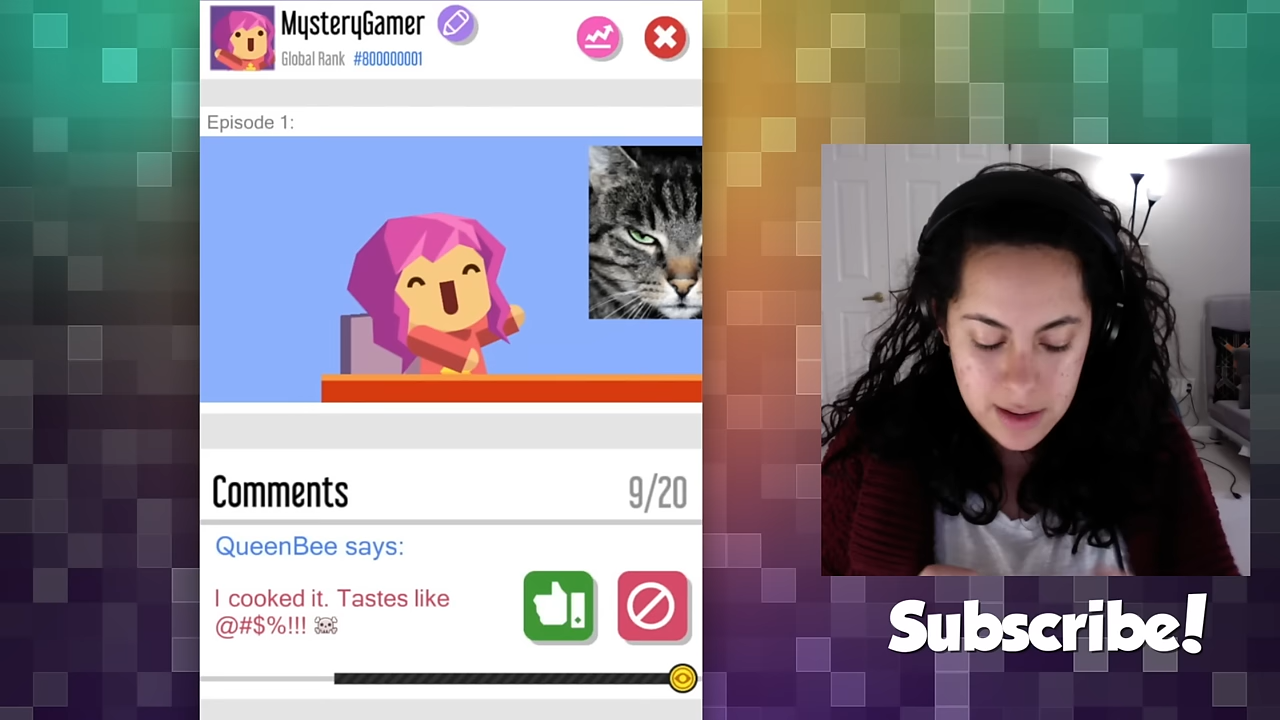 MysteryGamer
Global Rank #800000001
Episode 1:
Comments 9/20
QueenBee says:
I cooked it. Tastes like
@#$%!!! ☠
Subscribe!